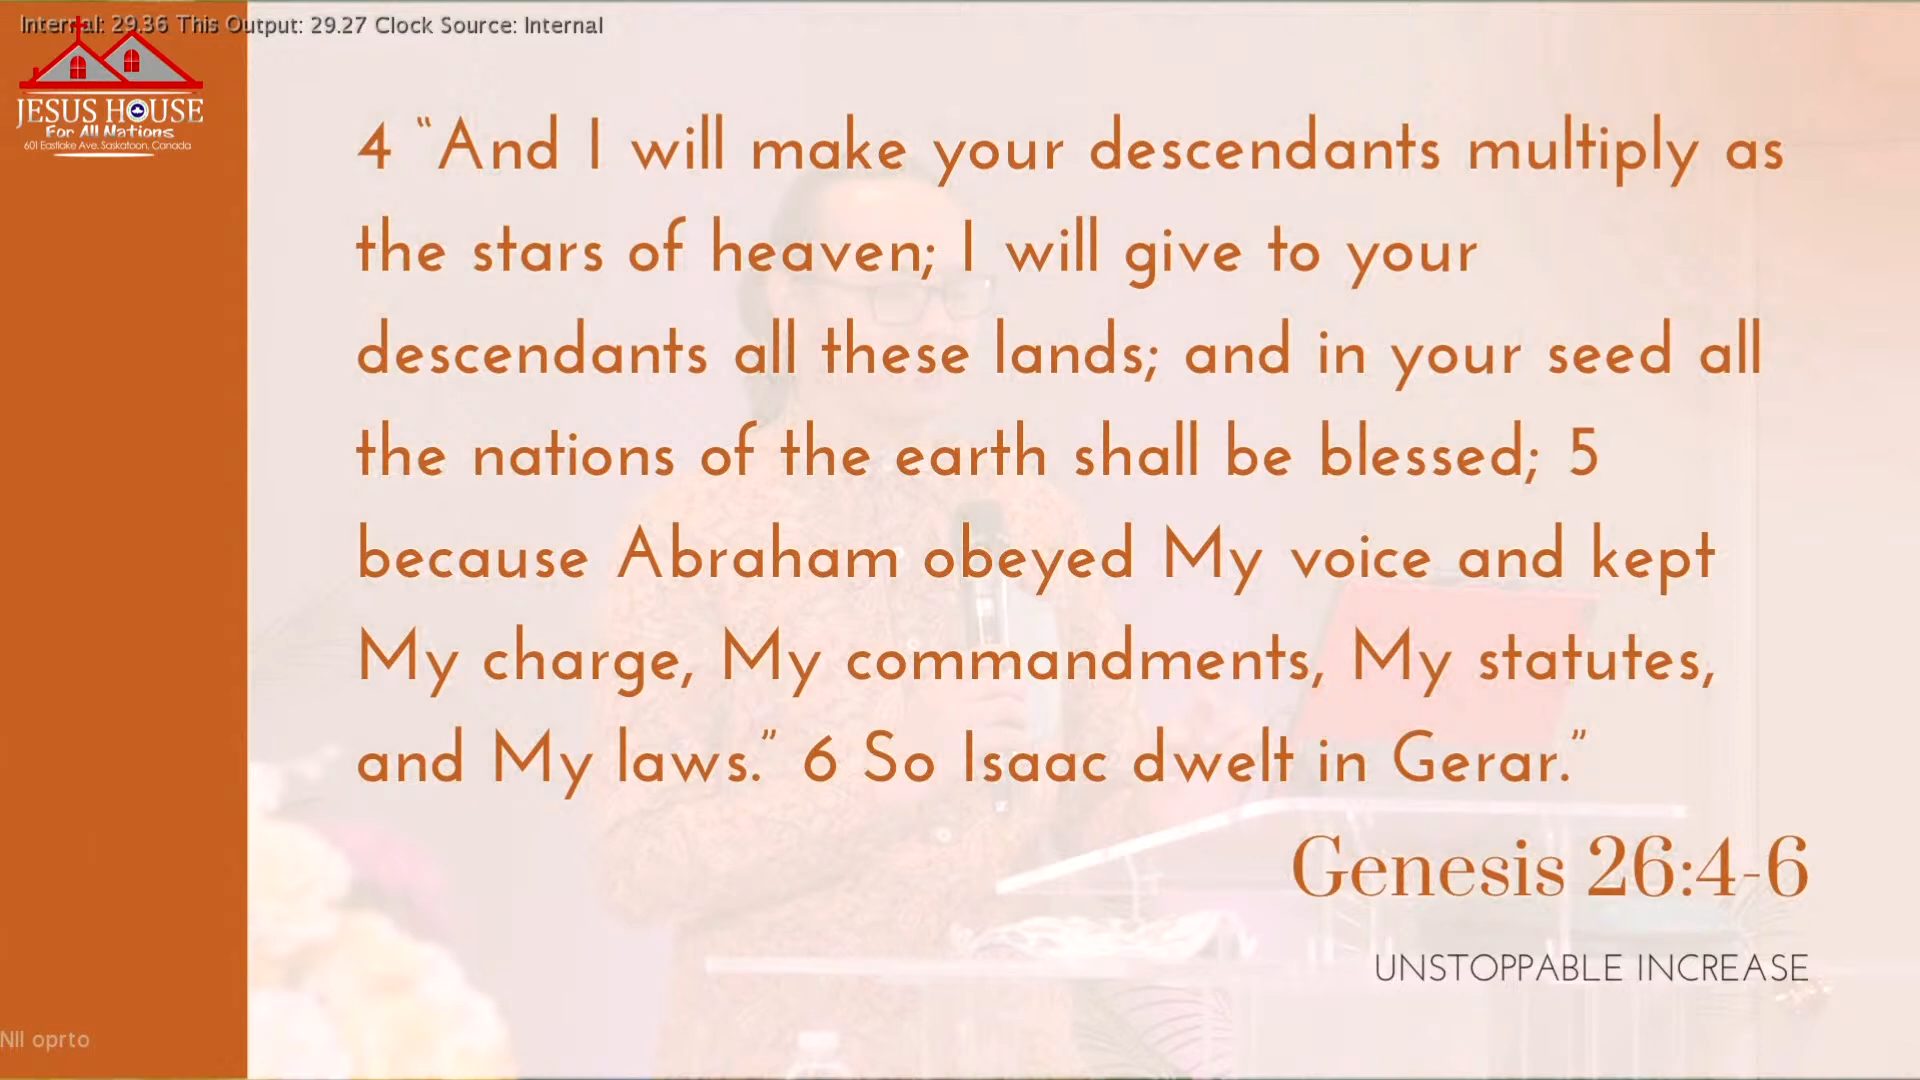 Internal: 29.36 This Output: 29.27 Clock Source: Internal
JESUS HOUSE
For All Nations
601 Eastlake Ave. Saskatoon, Canada
4 “And I will make your descendants multiply as
the stars of heaven; I will give to your
descendants all these lands; and in your seed all
the nations of the earth shall be blessed; 5
because Abraham obeyed My voice and kept
My charge, My commandments, My statutes,
and My laws.” 6 So Isaac dwelt in Gerar.”
Genesis 26:4-6
UNSTOPPABLE INCREASE